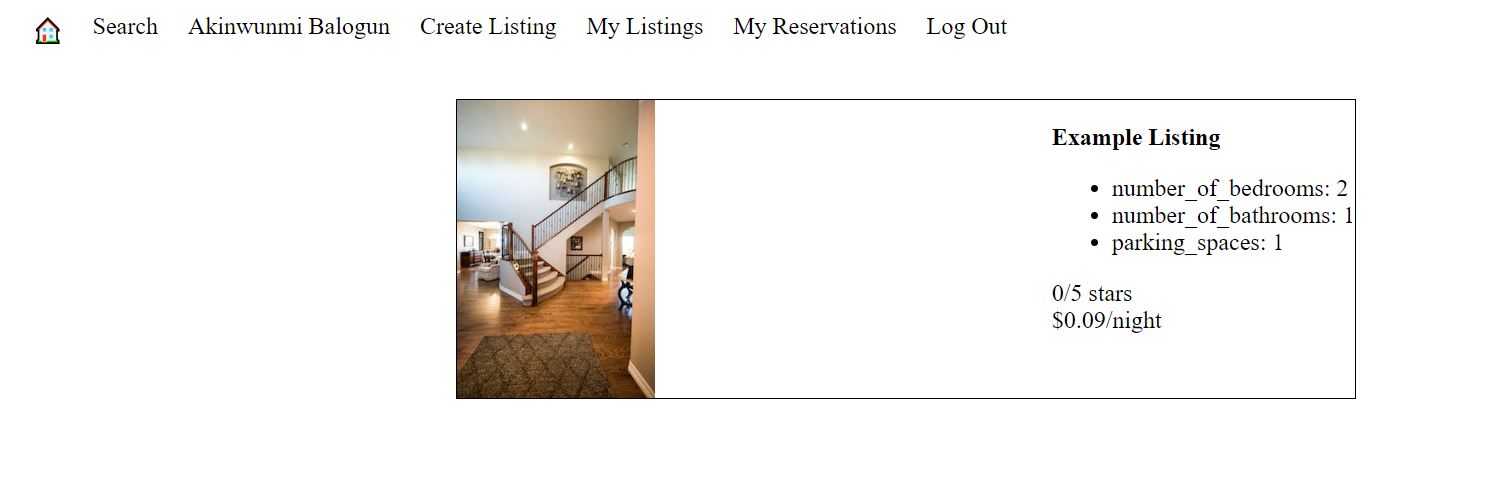 Search Akinwunmi Balogun Create Listing My Listings My Reservations Log Out
Example Listing
number_of_bedrooms: 2
number_of_bathrooms: 1
parking_spaces: 1
0/5 stars
$0.09/night